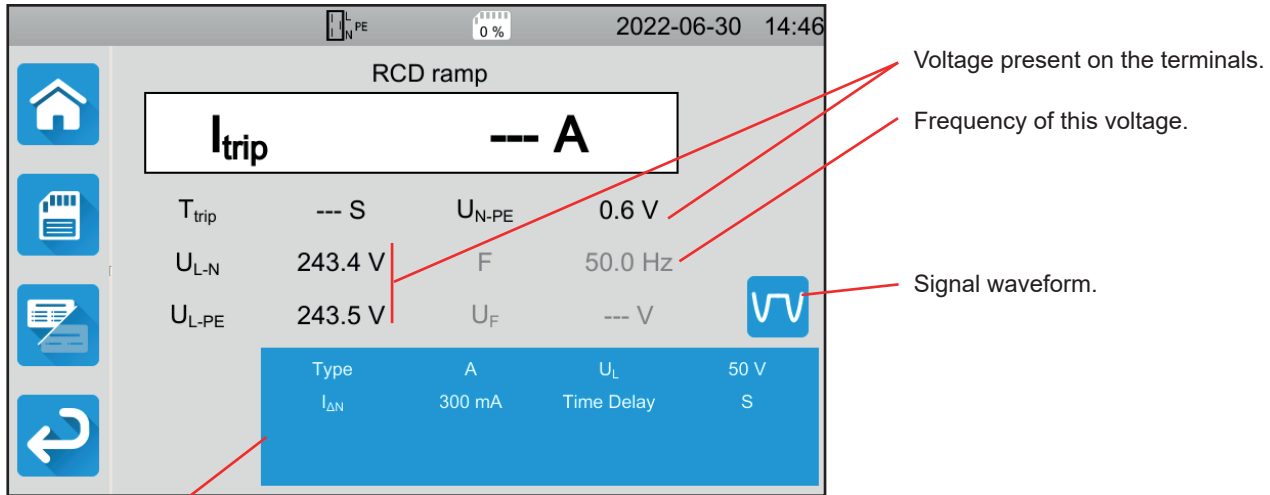 L
N PE
0 %
2022-06-30 14:46
RCD ramp
Itrip --- A
Ttrip --- S UN-PE 0.6 V
UL-N 243.4 V F 50.0 Hz
UL-PE 243.5 V UF --- V
Type A UL 50 V
IΔN 300 mA Time Delay S
Voltage present on the terminals.
Frequency of this voltage.
Signal waveform.